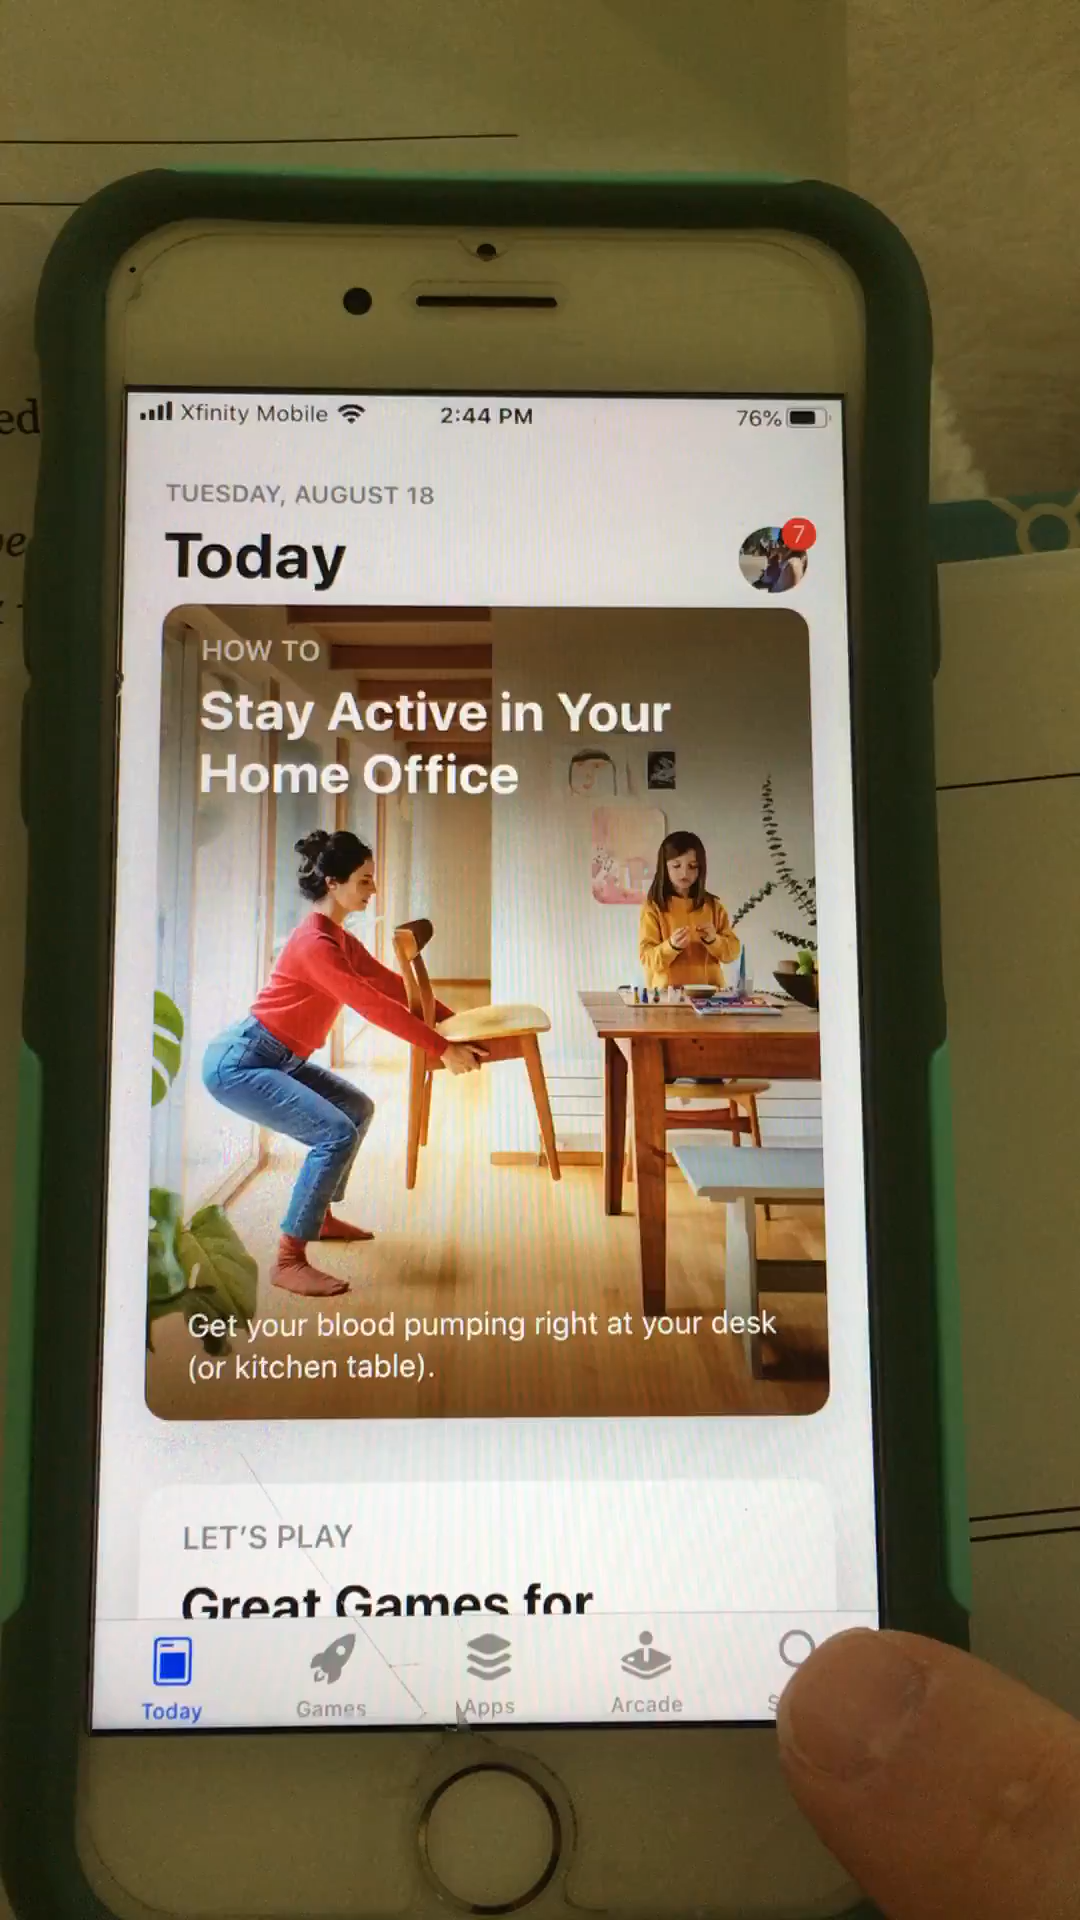 ed
Xfinity Mobile 2:44 PM 76%
TUESDAY, AUGUST 18
Today
7
HOW TO
Stay Active in Your
Home Office
Get your blood pumping right at your desk
(or kitchen table).
LET'S PLAY
Great Games for
Today Games Apps Arcade S